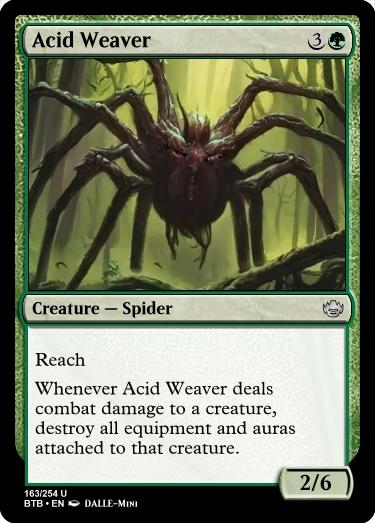 Acid Weaver 3
Creature — Spider
Reach
Whenever Acid Weaver deals
combat damage to a creature,
destroy all equipment and auras
attached to that creature.
2/6
163/254 U
BTB • EN DALLE-Mini